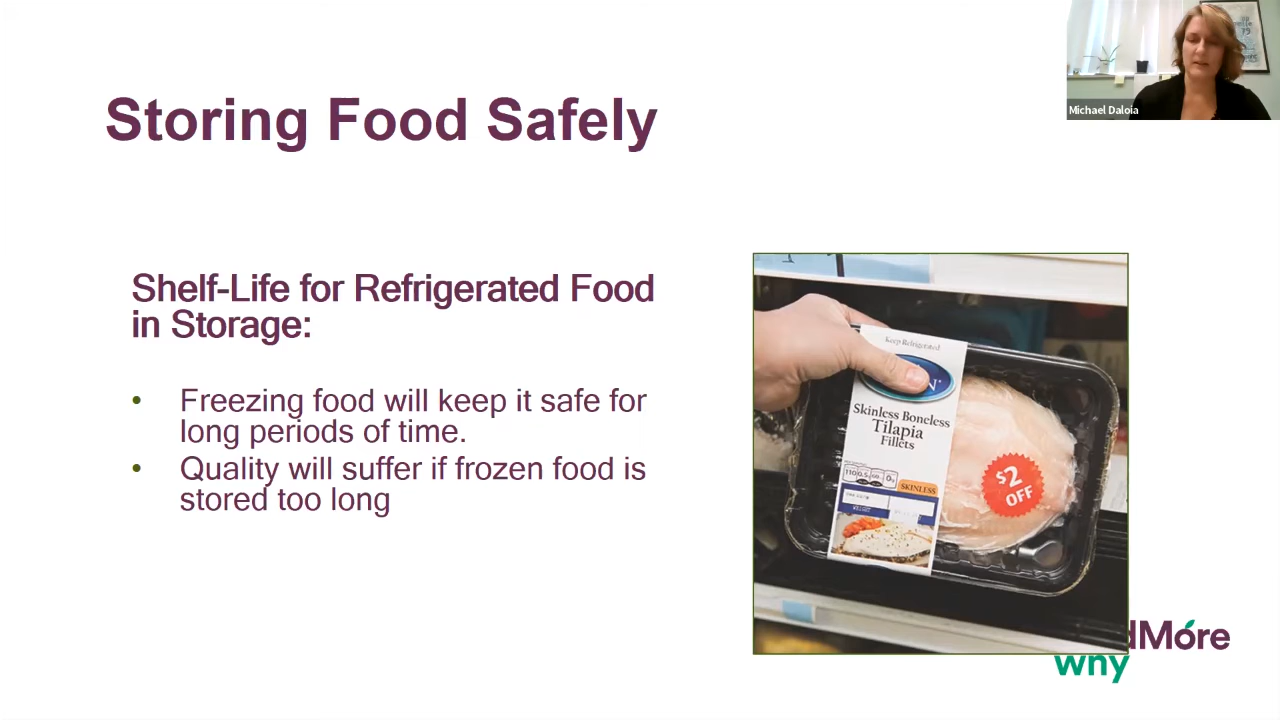 Michael Daloia
Storing Food Safely
Shelf-Life for Refrigerated Food
in Storage:
• Freezing food will keep it safe for
long periods of time.
• Quality will suffer if frozen food is
stored too long
Keep Refrigerated
Skinless Boneless
Tilapia
Fillets
SKINLESS
$2
OFF
More
wny